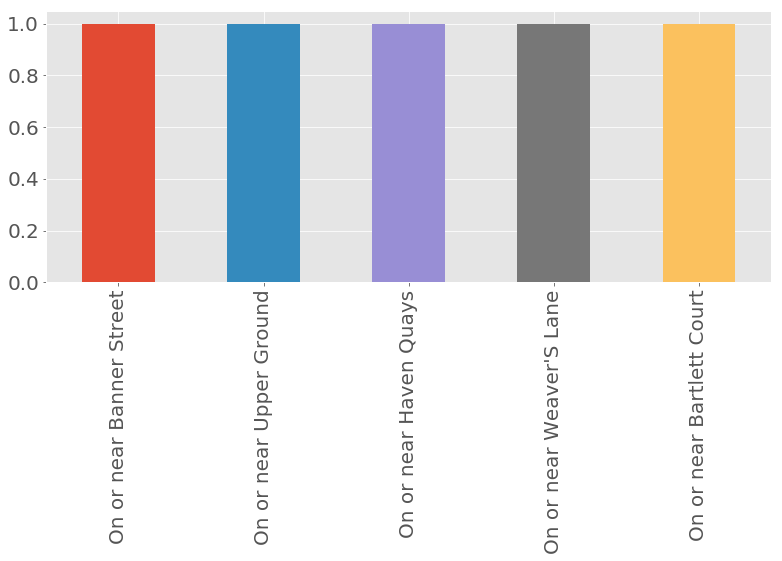 1.0
0.8
0.6
0.4
0.2
0.0
On or near Banner Street
On or near Upper Ground
On or near Haven Quays
On or near Weaver'S Lane
On or near Bartlett Court